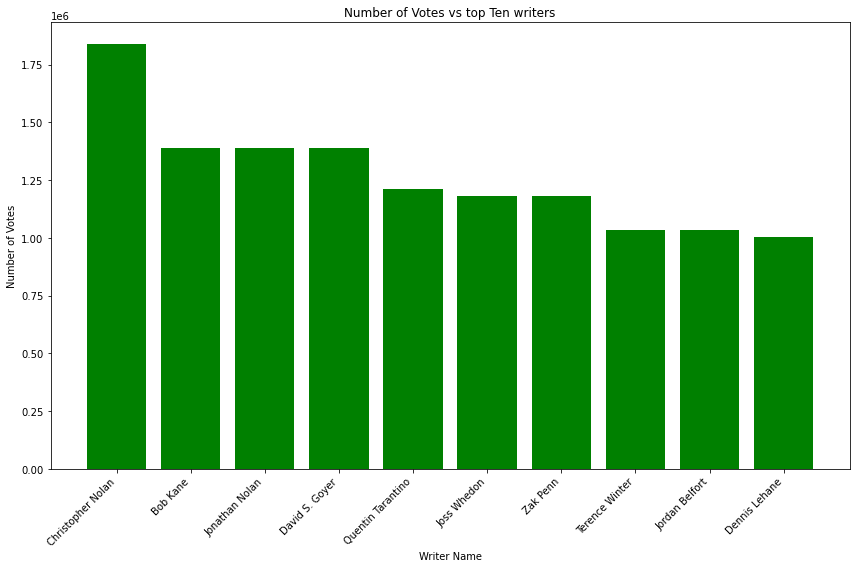 Number of Votes vs top Ten writers
1e6
1.75
1.50
1.25
1.00
0.75
0.50
0.25
0.00
Number of Votes
Christopher Nolan
Bob Kane
Jonathan Nolan
David S. Goyer
Quentin Tarantino
Joss Whedon
Zak Penn
Terence Winter
Jordan Belfort
Dennis Lehane
Writer Name